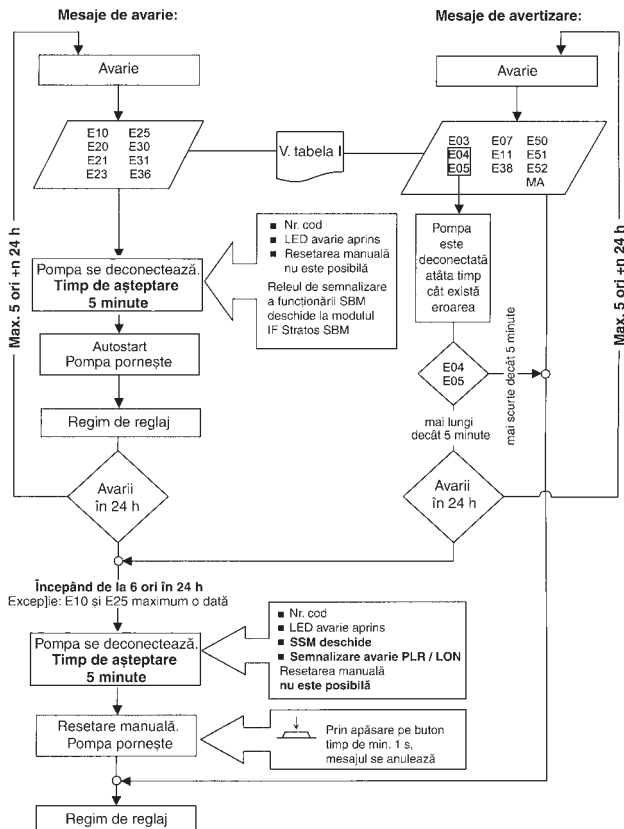 Mesaje de avarie:
Mesaje de avertizare:
Avarie
Avarie
E10 E25
E20 E30
E21 E31
E23 E36
V. tabela I
E03 E07 E50
E04 E11 E51
E05 E38 E52
MA
Max. 5 ori +n 24 h
Max. 5 ori +n 24 h
Pompa se deconectează.
Timp de așteptare
5 minute
■ Nr. cod
■ LED avarie aprins
■ Resetarea manuală
nu este posibilă
Releul de semnalizare
a funcționării SBM
deschide la modulul
IF Stratos SBM
Pompa
este
deconectată
atâta timp
cât există
eroarea
Autostart
Pompa pornește
E04
E05
mai scurte decât 5 minute
mai lungi
decât 5 minute
Regim de reglaj
Avarii
în 24 h
Avarii
în 24 h
Începând de la 6 ori în 24 h
Excep]ie: E10 și E25 maximum o dată
Pompa se deconectează.
Timp de așteptare
5 minute
■ Nr. cod
■ LED avarie aprins
■ SSM deschide
■ Semnalizare avarie PLR / LON
Resetarea manuală
nu este posibilă
Resetare manuală.
Pompa pornește
Prin apăsare pe buton
timp de min. 1 s,
mesajul se anulează
Regim de reglaj